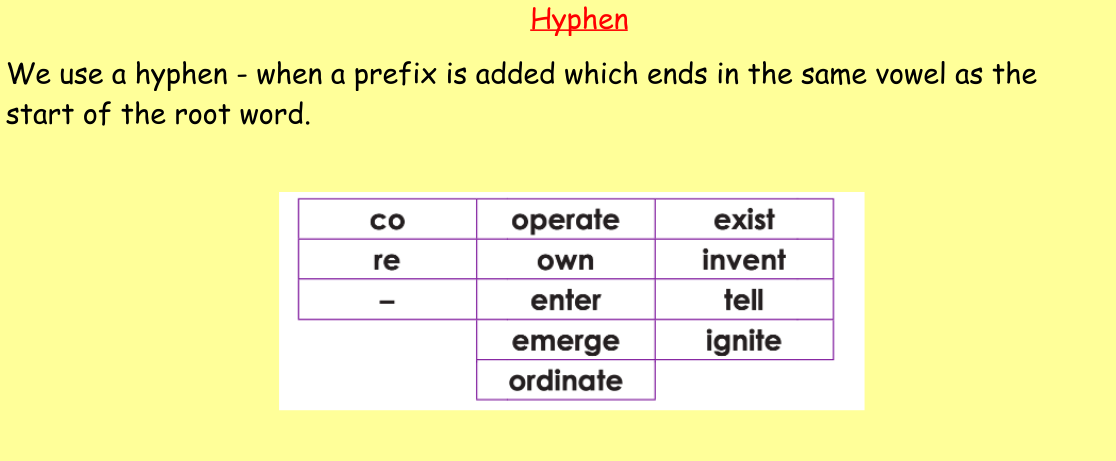 Hyphen
We use a hyphen - when a prefix is added which ends in the same vowel as the
start of the root word.
co operate exist
re own invent
– enter tell
emerge ignite
ordinate